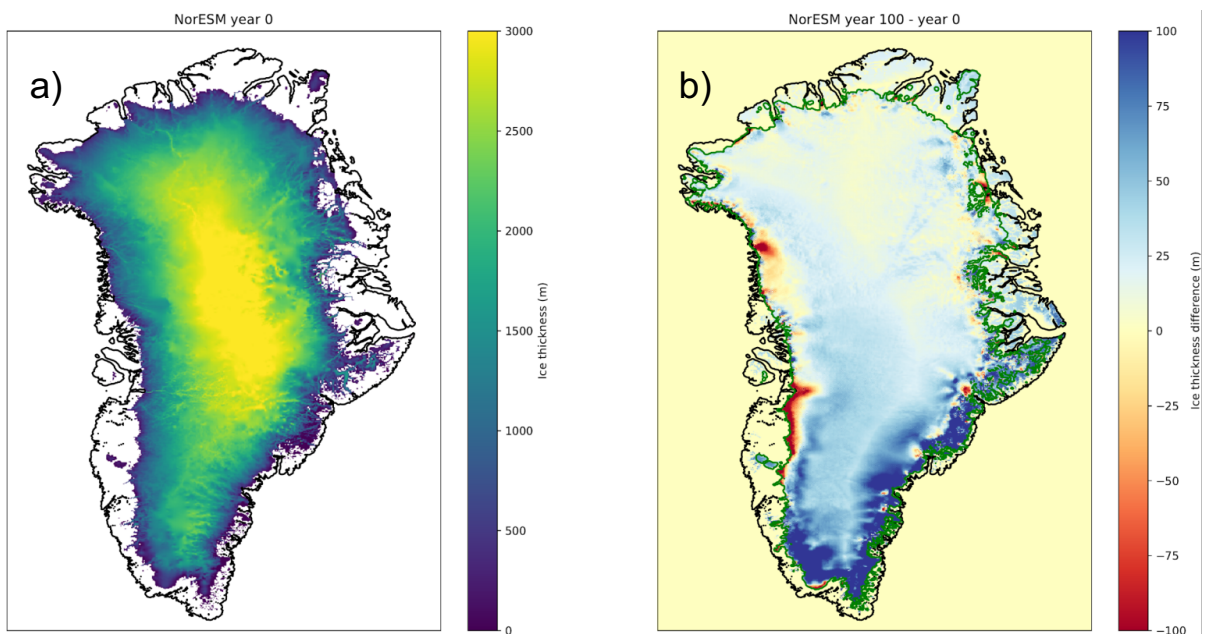 NorESM year 0
a)
3000
2500
2000
1500
1000
500
0
Ice thickness (m)
NorESM year 100 - year 0
b)
100
75
50
25
0
−25
−50
−75
−100
Ice thickness difference (m)